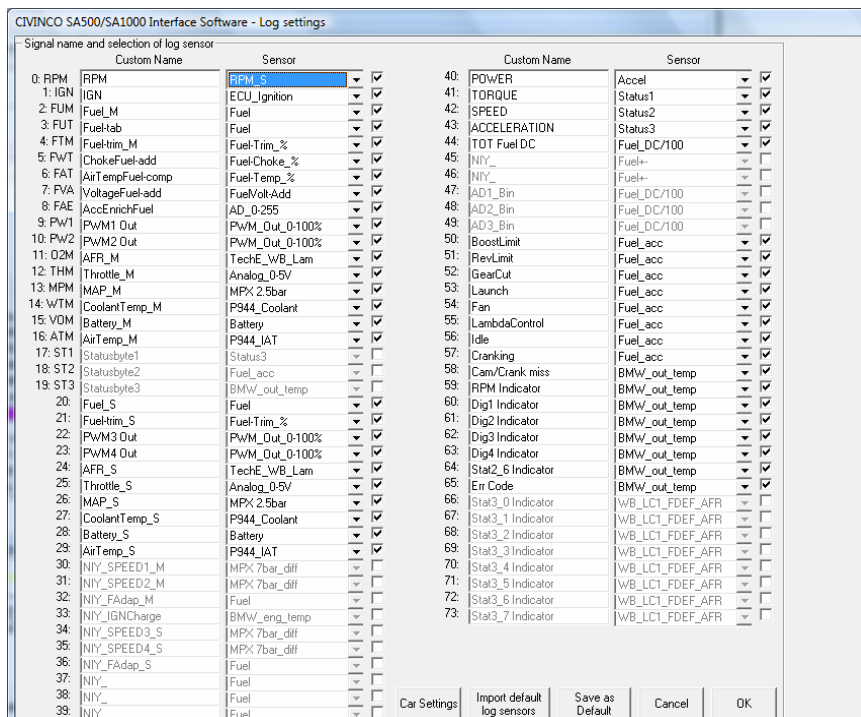 CIVINCO SA500/SA1000 Interface Software - Log settings
Signal name and selection of log sensor
Custom Name Sensor
0: RPM RPM RPM_S
1: IGN IGN ECU_Ignition
2: FUM Fuel_M Fuel
3: FUT Fuel-tab Fuel
4: FTM Fuel-trim_M Fuel-Trim_%
5: FWT ChokeFuel-add Fuel-Choke_%
6: FAT AirTempFuel-comp Fuel-Temp_%
7: FVA VoltageFuel-add FuelVolt-Add
8: FAE AccEnrichFuel AD_0-255
9: PW1 PWM1 Out PWM_Out_0-100%
10: PW2 PWM2 Out PWM_Out_0-100%
11: O2M AFR_M TechE_WB_Lam
12: THM Throttle_M Analog_0-5V
13: MPM MAP_M MPX 2.5bar
14: WTM CoolantTemp_M P944_Coolant
15: VOM Battery_M Battery
16: ATM AirTemp_M P944_IAT
17: ST1 Statusbyte1 Status3
18: ST2 Statusbyte2 Fuel_acc
19: ST3 Statusbyte3 BMW_out_temp
20: Fuel_S Fuel
21: Fuel-trim_S Fuel-Trim_%
22: PWM3 Out PWM_Out_0-100%
23: PWM4 Out PWM_Out_0-100%
24: AFR_S TechE_WB_Lam
25: Throttle_S Analog_0-5V
26: MAP_S MPX 2.5bar
27: CoolantTemp_S P944_Coolant
28: Battery_S Battery
29: AirTemp_S P944_IAT
30: NIY_SPEED1_M MPX 7bar_diff
31: NIY_SPEED2_M MPX 7bar_diff
32: NIY_FAdap_M Fuel
33: NIY_IGNCharge BMW_eng_temp
34: NIY_SPEED3_S MPX 7bar_diff
35: NIY_SPEED4_S MPX 7bar_diff
36: NIY_FAdap_S Fuel
37: NIY_ Fuel
38: NIY_ Fuel
39: NIY Fuel
Custom Name Sensor
40: POWER Accel
41: TORQUE Status1
42: SPEED Status2
43: ACCELERATION Status3
44: TOT Fuel DC Fuel_DC/100
45: NIY_ Fuel+-
46: NIY_ Fuel+-
47: AD1_Bin Fuel_DC/100
48: AD2_Bin Fuel_DC/100
49: AD3_Bin Fuel_DC/100
50: BoostLimit Fuel_acc
51: RevLimit Fuel_acc
52: GearCut Fuel_acc
53: Launch Fuel_acc
54: Fan Fuel_acc
55: LambdaControl Fuel_acc
56: Idle Fuel_acc
57: Cranking Fuel_acc
58: Cam/Crank miss BMW_out_temp
59: RPM Indicator BMW_out_temp
60: Dig1 Indicator BMW_out_temp
61: Dig2 Indicator BMW_out_temp
62: Dig3 Indicator BMW_out_temp
63: Dig4 Indicator BMW_out_temp
64: Stat2_6 Indicator BMW_out_temp
65: Err Code BMW_out_temp
66: Stat3_0 Indicator WB_LC1_FDEF_AFR
67: Stat3_1 Indicator WB_LC1_FDEF_AFR
68: Stat3_2 Indicator WB_LC1_FDEF_AFR
69: Stat3_3 Indicator WB_LC1_FDEF_AFR
70: Stat3_4 Indicator WB_LC1_FDEF_AFR
71: Stat3_5 Indicator WB_LC1_FDEF_AFR
72: Stat3_6 Indicator WB_LC1_FDEF_AFR
73: Stat3_7 Indicator WB_LC1_FDEF_AFR
Car Settings
Import default
log sensors
Save as
Default
Cancel
OK